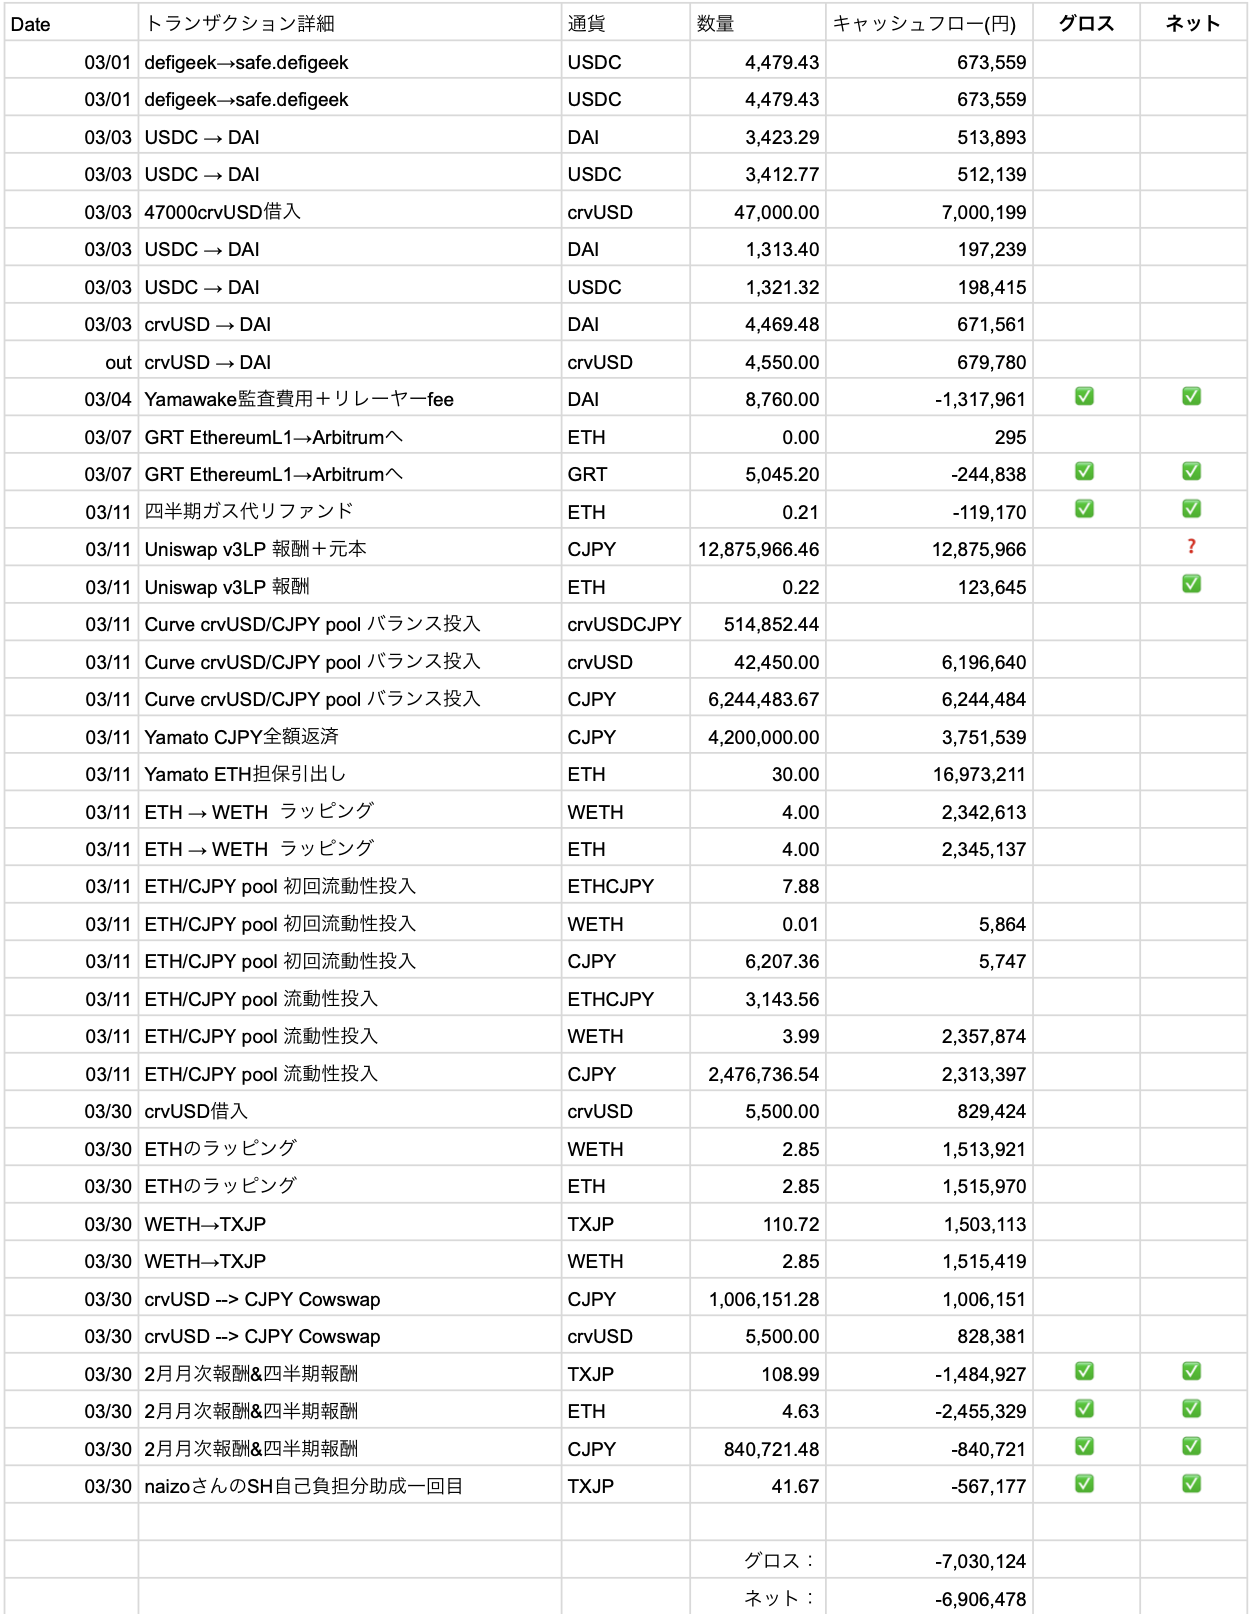 Date トランザクション詳細 通貨 数量 キャッシュフロー(円) グロス ネット
03/01 defigeek→safe.defigeek USDC 4,479.43 673,559
03/01 defigeek→safe.defigeek USDC 4,479.43 673,559
03/03 USDC → DAI DAI 3,423.29 513,893
03/03 USDC → DAI USDC 3,412.77 512,139
03/03 47000crvUSD借入 crvUSD 47,000.00 7,000,199
03/03 USDC → DAI DAI 1,313.40 197,239
03/03 USDC → DAI USDC 1,321.32 198,415
03/03 crvUSD → DAI DAI 4,469.48 671,561
out crvUSD → DAI crvUSD 4,550.00 679,780
03/04 Yamawake監査費用＋リレーヤーfee DAI 8,760.00 -1,317,961 ✅ ✅
03/07 GRT EthereumL1→Arbitrumへ ETH 0.00 295
03/07 GRT EthereumL1→Arbitrumへ GRT 5,045.20 -244,838 ✅ ✅
03/11 四半期ガス代リファンド ETH 0.21 -119,170 ✅ ✅
03/11 Uniswap v3LP 報酬＋元本 CJPY 12,875,966.46 12,875,966 ❓
03/11 Uniswap v3LP 報酬 ETH 0.22 123,645 ✅
03/11 Curve crvUSD/CJPY pool バランス投入 crvUSDCJPY 514,852.44
03/11 Curve crvUSD/CJPY pool バランス投入 crvUSD 42,450.00 6,196,640
03/11 Curve crvUSD/CJPY pool バランス投入 CJPY 6,244,483.67 6,244,484
03/11 Yamato CJPY全額返済 CJPY 4,200,000.00 3,751,539
03/11 Yamato ETH担保引出し ETH 30.00 16,973,211
03/11 ETH → WETH ラッピング WETH 4.00 2,342,613
03/11 ETH → WETH ラッピング ETH 4.00 2,345,137
03/11 ETH/CJPY pool 初回流動性投入 ETHCJPY 7.88
03/11 ETH/CJPY pool 初回流動性投入 WETH 0.01 5,864
03/11 ETH/CJPY pool 初回流動性投入 CJPY 6,207.36 5,747
03/11 ETH/CJPY pool 流動性投入 ETHCJPY 3,143.56
03/11 ETH/CJPY pool 流動性投入 WETH 3.99 2,357,874
03/11 ETH/CJPY pool 流動性投入 CJPY 2,476,736.54 2,313,397
03/30 crvUSD借入 crvUSD 5,500.00 829,424
03/30 ETHのラッピング WETH 2.85 1,513,921
03/30 ETHのラッピング ETH 2.85 1,515,970
03/30 WETH→TXJP TXJP 110.72 1,503,113
03/30 WETH→TXJP WETH 2.85 1,515,419
03/30 crvUSD --> CJPY Cowswap CJPY 1,006,151.28 1,006,151
03/30 crvUSD --> CJPY Cowswap crvUSD 5,500.00 828,381
03/30 2月月次報酬&四半期報酬 TXJP 108.99 -1,484,927 ✅ ✅
03/30 2月月次報酬&四半期報酬 ETH 4.63 -2,455,329 ✅ ✅
03/30 2月月次報酬&四半期報酬 CJPY 840,721.48 -840,721 ✅ ✅
03/30 naizoさんのSH自己負担分助成一回目 TXJP 41.67 -567,177 ✅ ✅
グロス： -7,030,124
ネット： -6,906,478